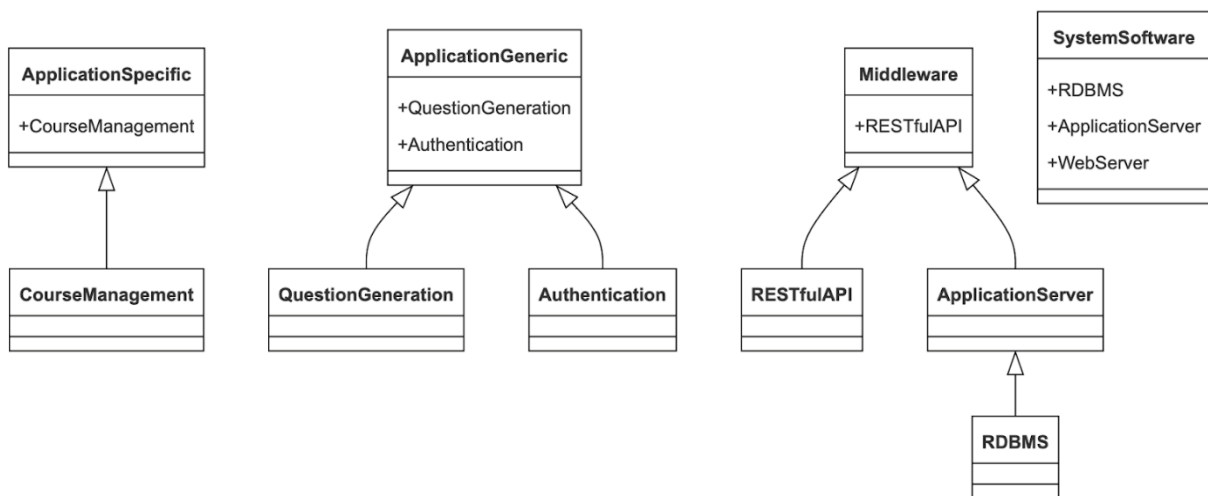 ApplicationSpecific
+CourseManagement
ApplicationGeneric
+QuestionGeneration
+Authentication
Middleware
+RESTfulAPI
SystemSoftware
+RDBMS
+ApplicationServer
+WebServer
CourseManagement
QuestionGeneration
Authentication
RESTfulAPI
ApplicationServer
RDBMS